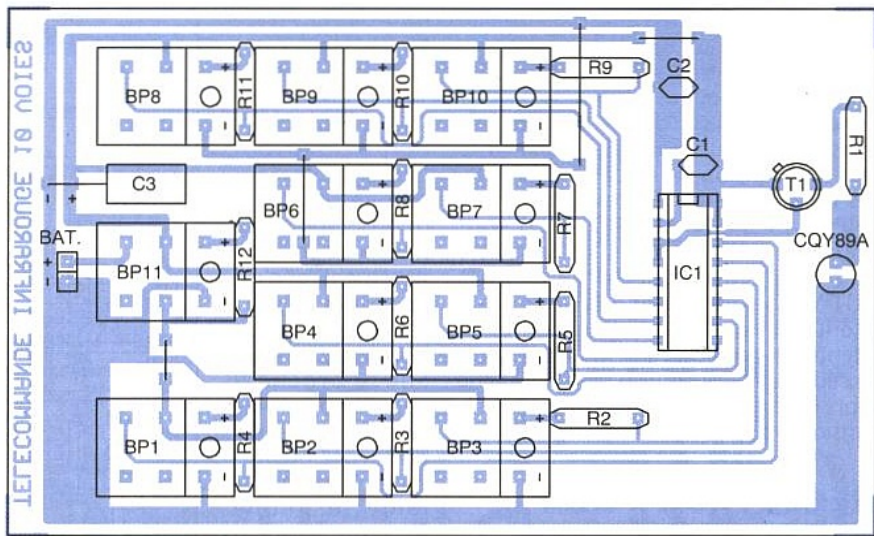 TELECOMMANDE INFRAROUGE 10 VOIES
BP8
+
-
R11
BP9
+
-
R10
BP10
+
-
R9
C2
C1
R1
T1
C3
-
+
BP6
+
-
R8
BP7
+
-
R7
BAT.
+
-
BP11
+
-
R12
IC1
CQY89A
BP4
+
-
R6
BP5
+
-
R5
BP1
+
-
R4
BP2
+
-
R3
BP3
+
-
R2